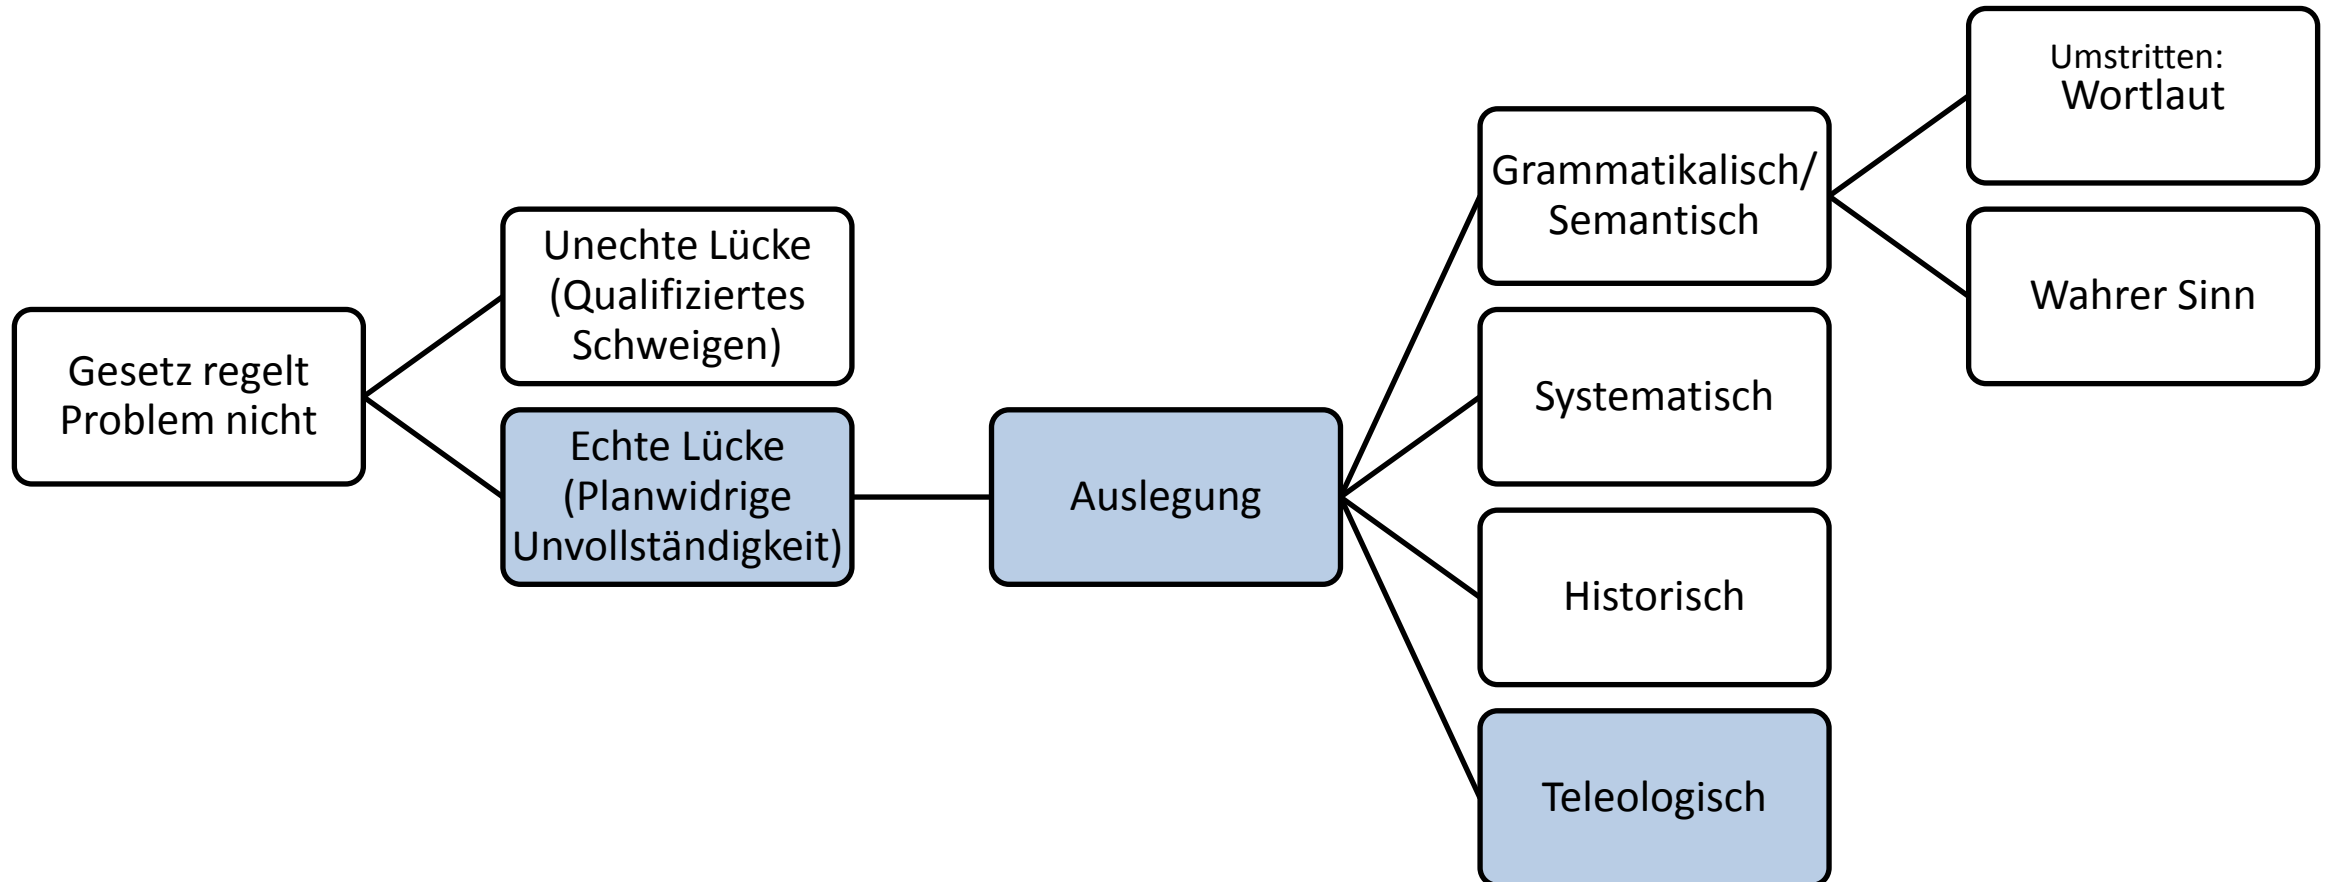 Gesetz regelt
Problem nicht
Unechte Lücke
(Qualifiziertes
Schweigen)
Echte Lücke
(Planwidrige
Unvollständigkeit)
Auslegung
Grammatikalisch/
Semantisch
Umstritten:
Wortlaut
Wahrer Sinn
Systematisch
Historisch
Teleologisch